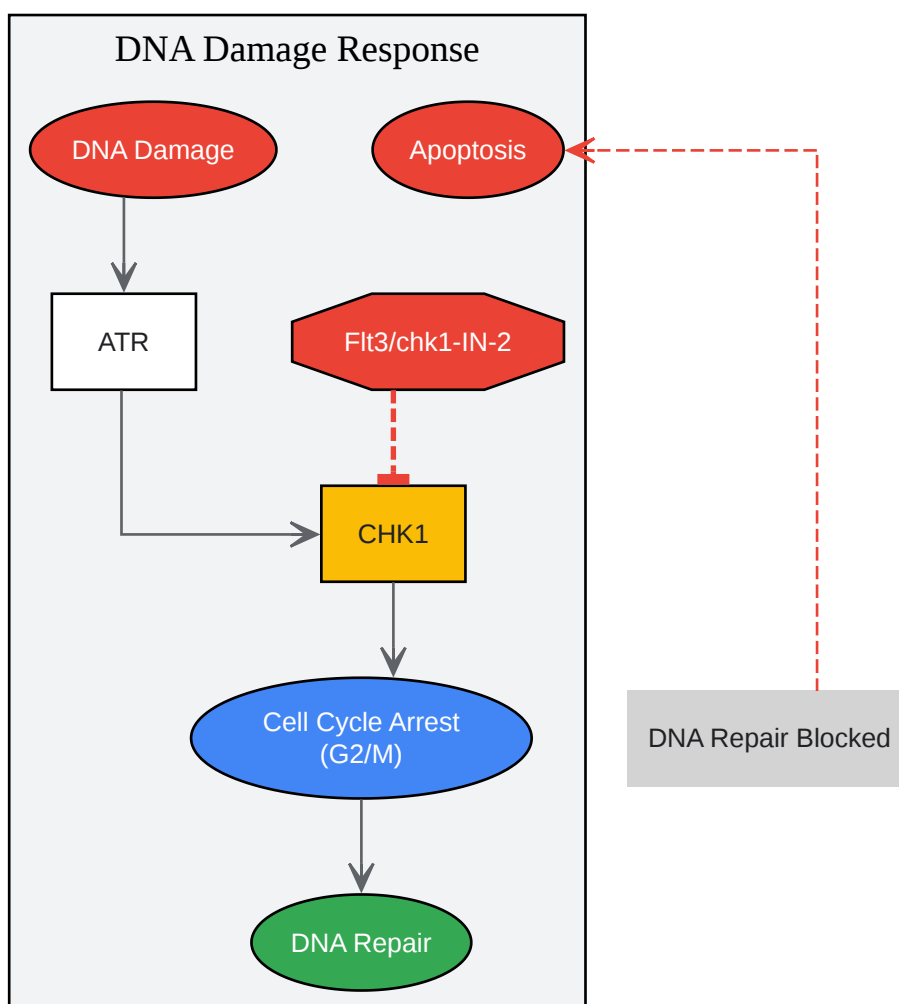 DNA Damage Response
DNA Damage
Apoptosis
ATR
Flt3/chk1-IN-2
CHK1
Cell Cycle Arrest
(G2/M)
DNA Repair Blocked
DNA Repair